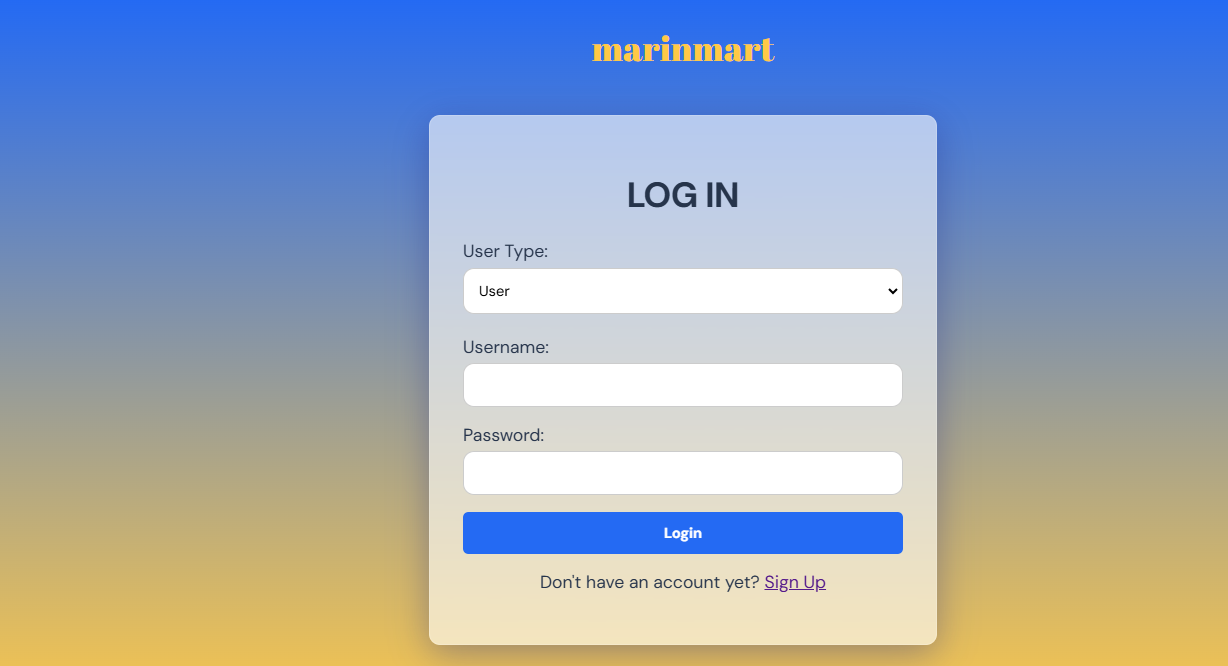 marinmart
LOG IN
User Type:
User
Username:
Password:
Login
Don't have an account yet? Sign Up